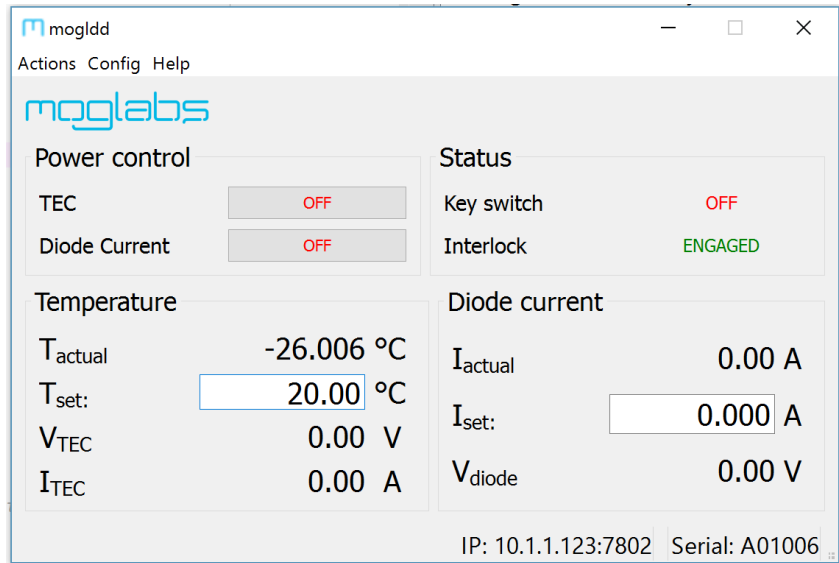 mogldd
Actions Config Help
moglabs
Power control
TEC OFF
Diode Current OFF
Status
Key switch OFF
Interlock ENGAGED
Temperature
Tactual -26.006 °C
Tset: 20.00 °C
VTEC 0.00 V
ITEC 0.00 A
Diode current
Iactual 0.00 A
Iset: 0.000 A
Vdiode 0.00 V
IP: 10.1.1.123:7802 Serial: A01006